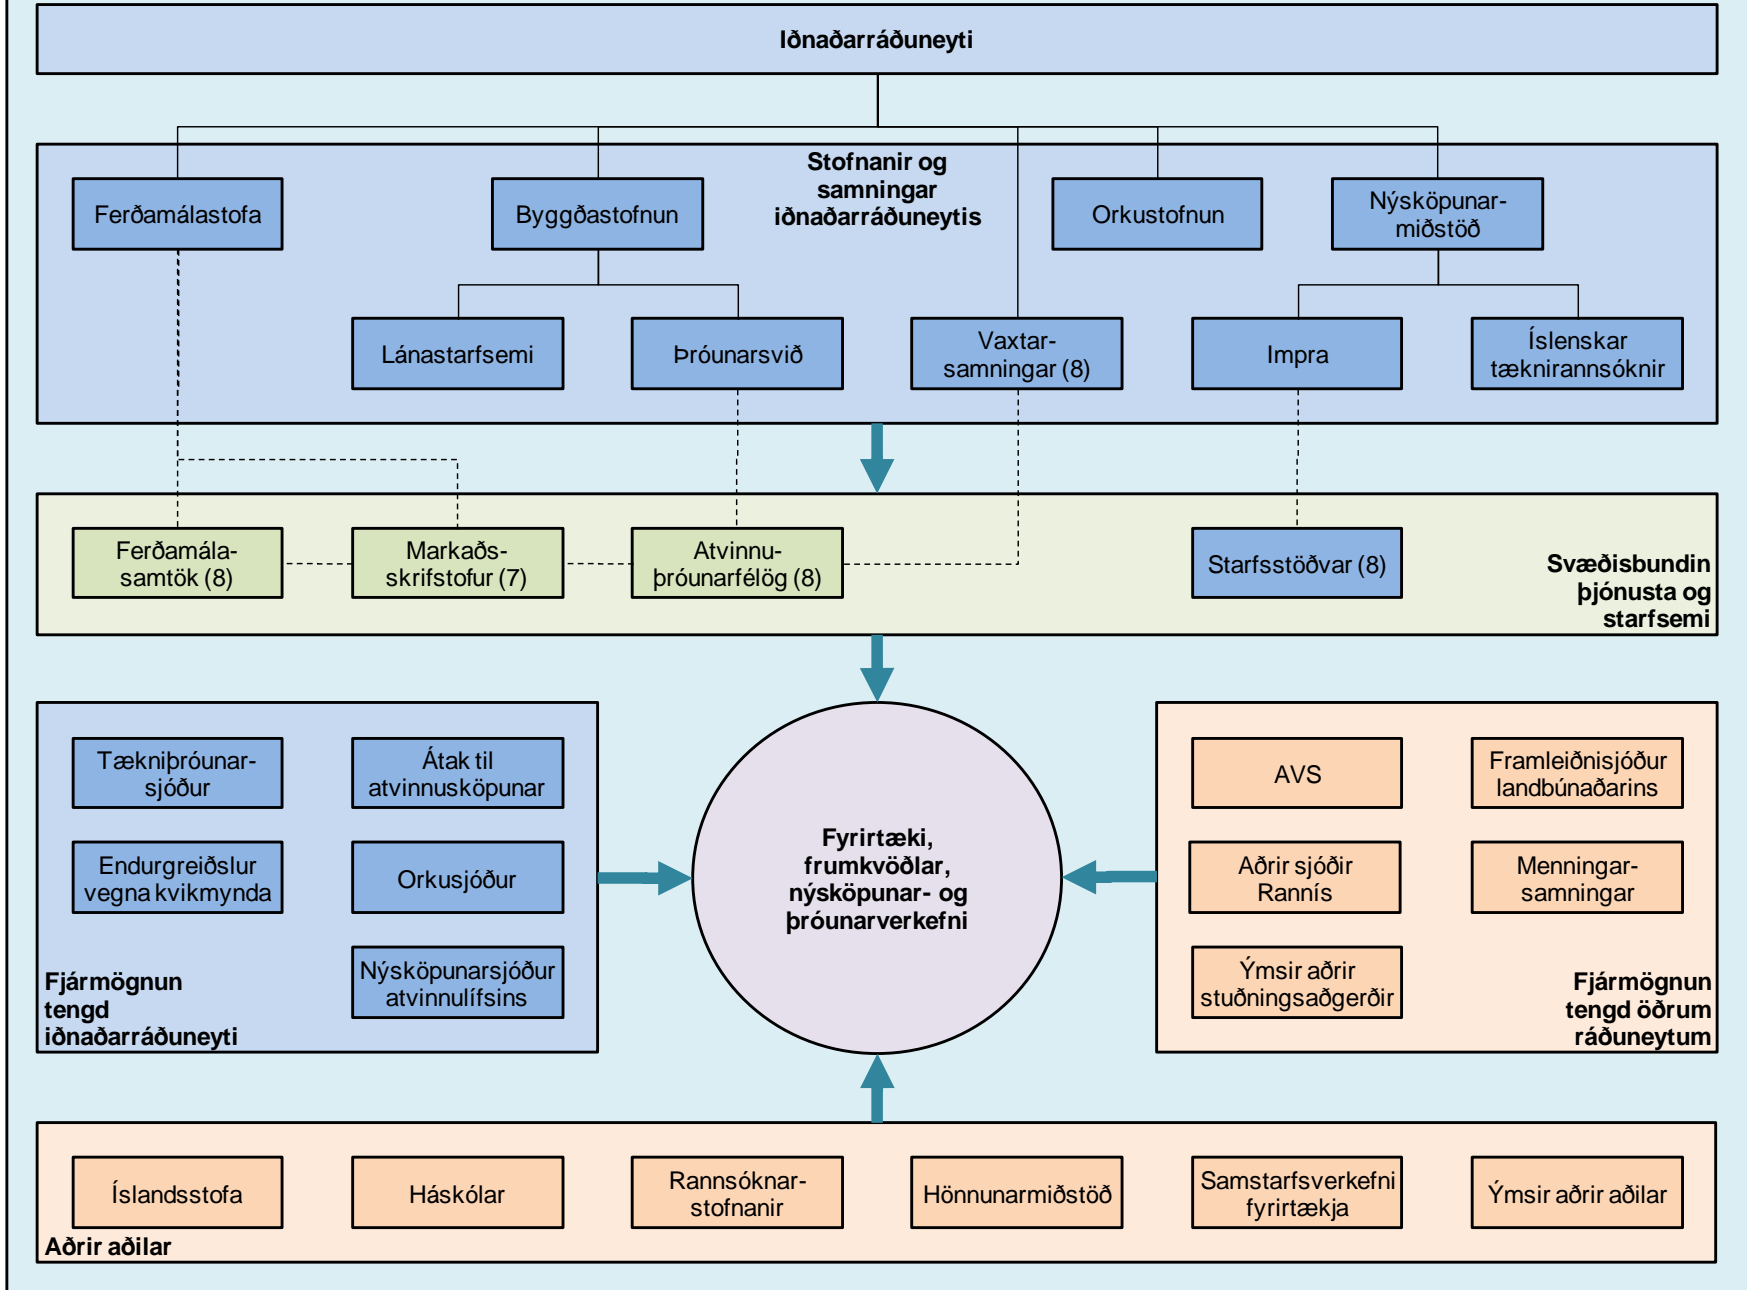 Iðnaðarráðuneyti
Stofnanir og
samningar
iðnaðarráðuneytis
Ferðamálastofa
Byggðastofnun
Orkustofnun
Nýsköpunar-
miðstöð
Lánastarfsemi
Þróunarsvið
Vaxtar-
samningar (8)
Impra
Íslenskar
tæknirannsóknir
Ferðamála-
samtök (8)
Markaðs-
skrifstofur (7)
Atvinnu-
þróunarfélög (8)
Starfsstöðvar (8)
Svæðisbundin
þjónusta og
starfsemi
Tækniþróunar-
sjóður
Átak til
atvinnusköpunar
Endurgreiðslur
vegna kvikmynda
Orkusjóður
Nýsköpunarsjóður
atvinnulífsins
Fjármögnun
tengd
iðnaðarráðuneyti
Fyrirtæki,
frumkvöðlar,
nýsköpunar- og
þróunarverkefni
AVS
Framleiðnisjóður
landbúnaðarins
Aðrir sjóðir
Rannís
Menningar-
samningar
Ýmsir aðrir
stuðningsaðgerðir
Fjármögnun
tengd öðrum
ráðuneytum
Íslandsstofa
Háskólar
Rannsóknar-
stofnanir
Hönnunarmiðstöð
Samstarfsverkefni
fyrirtækja
Ýmsir aðrir aðilar
Aðrir aðilar